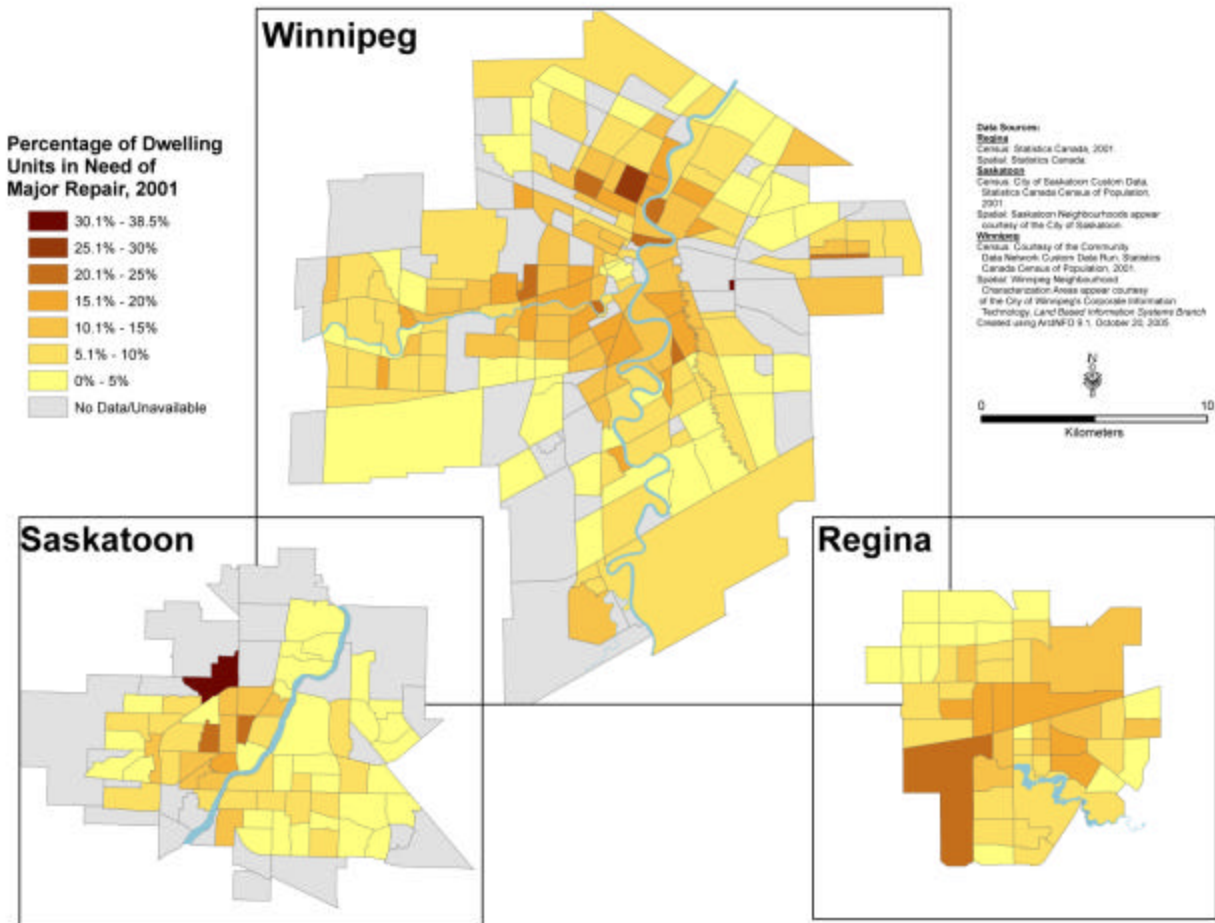 Winnipeg
Percentage of Dwelling
Units in Need of
Major Repair, 2001
30.1% - 38.5%
25.1% - 30%
20.1% - 25%
15.1% - 20%
10.1% - 15%
5.1% - 10%
0% - 5%
No Data/Unavailable
Data Sources:
Regina
Census: Statistics Canada, 2001.
Spatial: Statistics Canada.
Saskatoon
Census: City of Saskatoon Custom Data,
Statistics Canada Census of Population,
2001.
Spatial: Saskatoon Neighbourhoods appear
courtesy of the City of Saskatoon.
Winnipeg
Census: Courtesy of the Community
Data Network Custom Data Run, Statistics
Canada Census of Population, 2001.
Spatial: Winnipeg Neighbourhood
Characterization Areas appear courtesy
of the City of Winnipeg's Corporate Information
Technology, Land Based Information Systems Branch
Created using ArcINFO 9.1, October 20, 2005.
0 10
Kilometers
Saskatoon
Regina